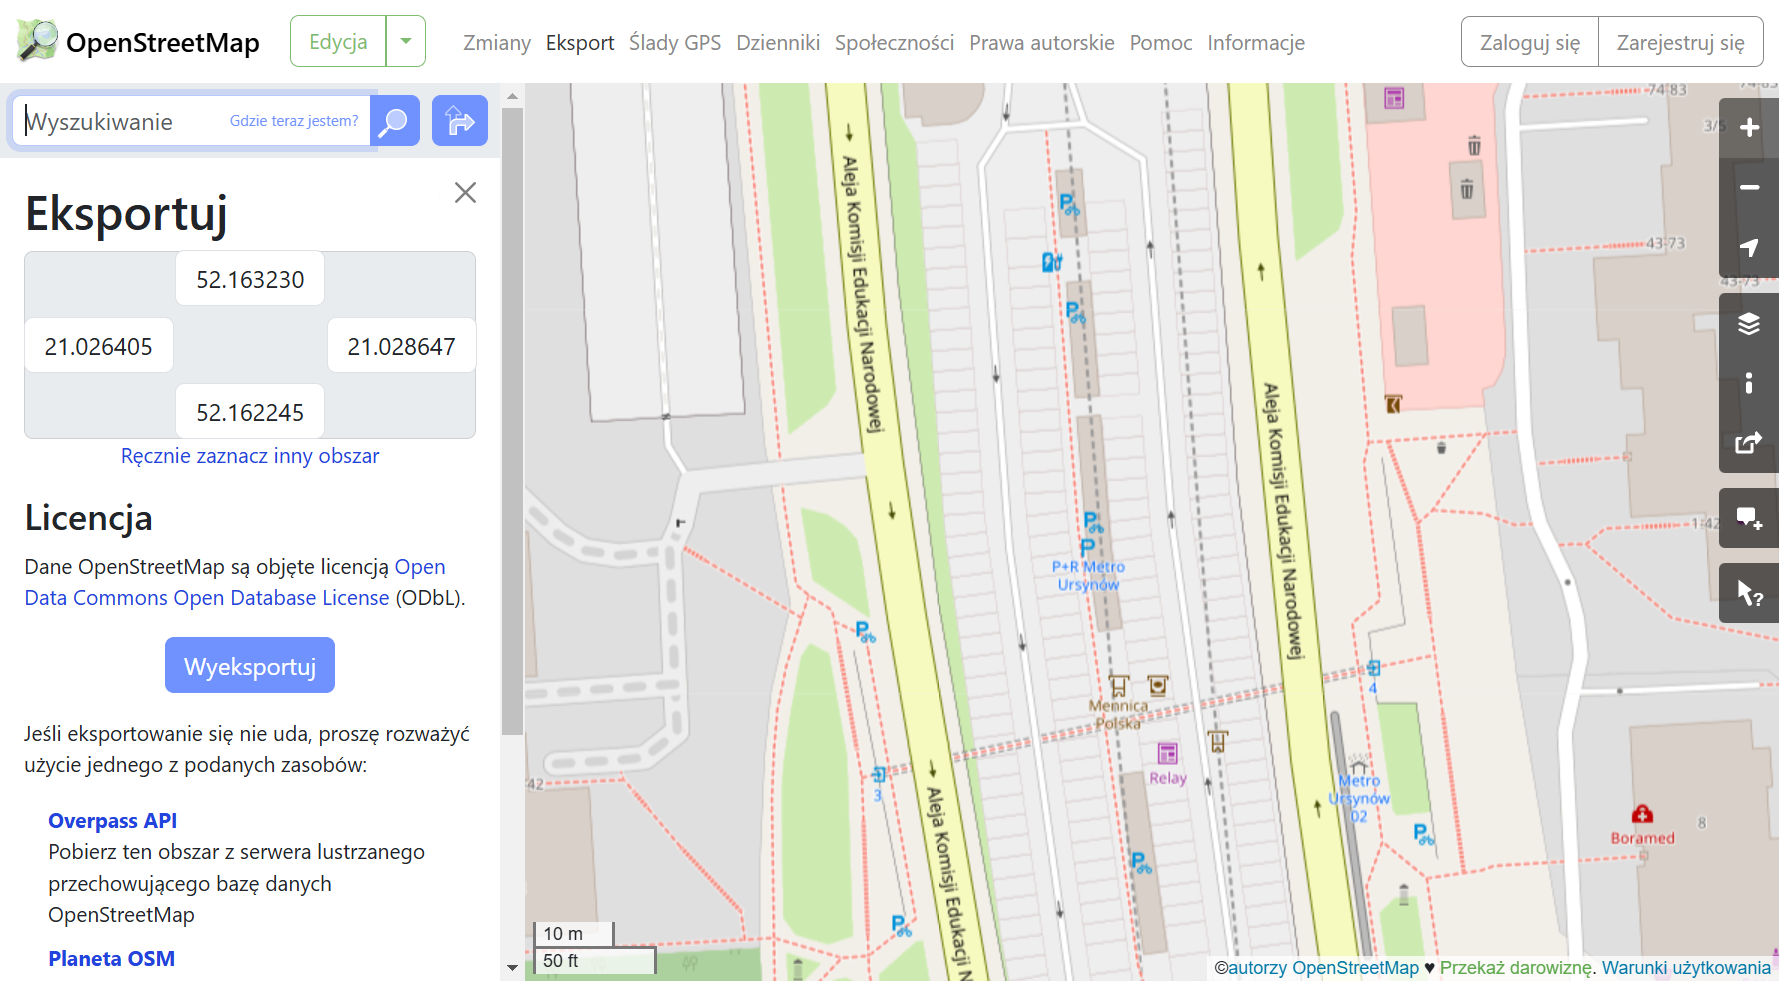 OpenStreetMap
Edycja
Zmiany Eksport Ślady GPS Dzienniki Społeczności Prawa autorskie Pomoc Informacje
Zaloguj się Zarejestruj się
Wyszukiwanie Gdzie teraz jestem?
Eksportuj
52.163230
21.026405 21.028647
52.162245
Ręcznie zaznacz inny obszar
Licencja
Dane OpenStreetMap są objęte licencją Open
Data Commons Open Database License (ODbL).
Wyeksportuj
Jeśli eksportowanie się nie uda, proszę rozważyć
użycie jednego z podanych zasobów:
Overpass API
Pobierz ten obszar z serwera lustrzanego
przechowującego bazę danych
OpenStreetMap
Planeta OSM
74-83
3/5
43-73
43-73
1-42
Aleja Komisji Edukacji Narodowej
Aleja Komisji Edukacji Narodowej
P+R Metro
Ursynów
Mennica
Polska
Relay
4
3
42
Metro
Ursynów
02
Boramed
8
Aleja Komisji Edukacji N
10 m
50 ft
©autorzy OpenStreetMap ♥ Przekaż darowiznę. Warunki użytkowania